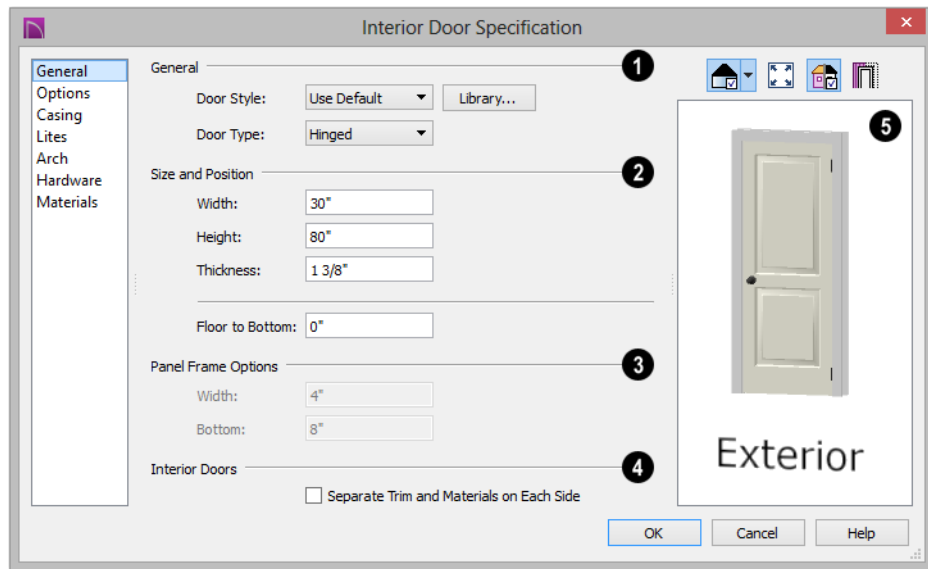 Interior Door Specification
General
Options
Casing
Lites
Arch
Hardware
Materials
General 1
Door Style: Use Default Library...
Door Type: Hinged
Size and Position 2
Width: 30"
Height: 80"
Thickness: 1 3/8"
Floor to Bottom: 0"
Panel Frame Options 3
Width: 4"
Bottom: 8"
Interior Doors 4
Separate Trim and Materials on Each Side
5
Exterior
OK Cancel Help